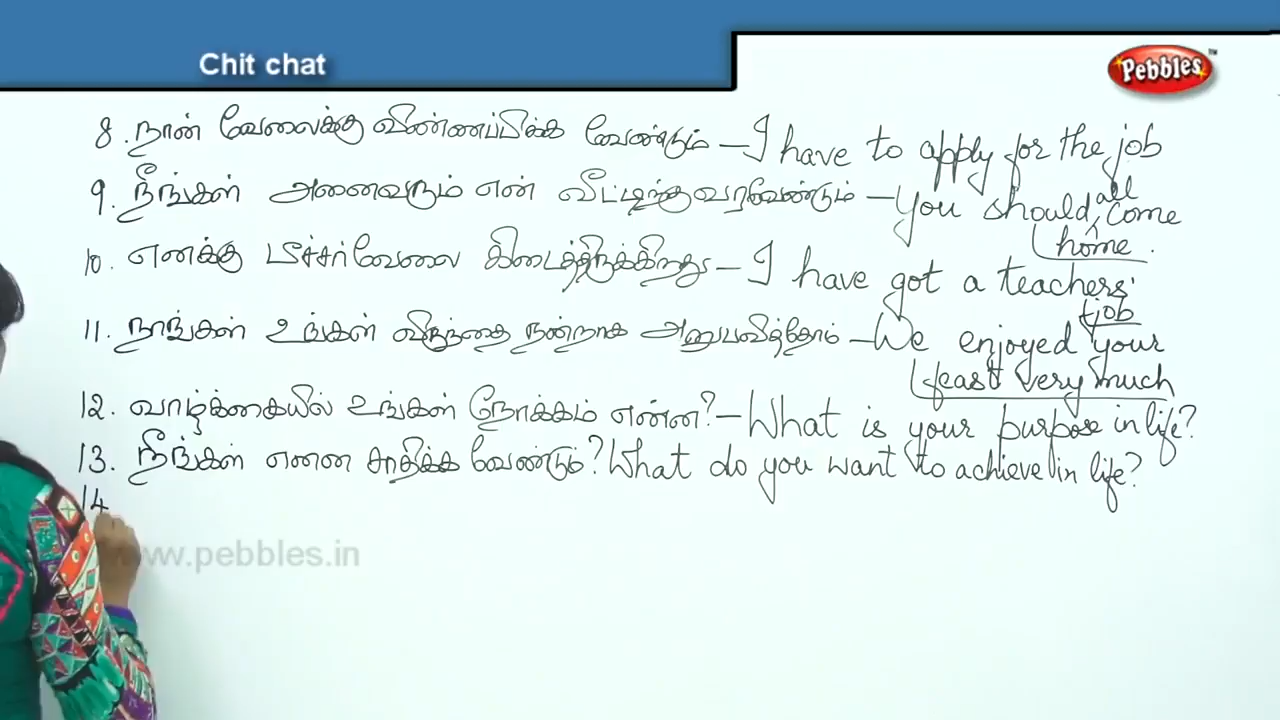 Chit chat
Pebbles™
8. நான் வேலைக்கு விண்ணப்பிக்க வேண்டும் – I have to apply for the job
9. நீங்கள் அனைவரும் என் வீட்டிற்கு வரவேண்டும் – You should all come
home.
10. எனக்கு டீச்சர்வேலை கிடைத்திருக்கிறது – I have got a teachers'
job
11. நாங்கள் உங்கள் விருந்தை நன்றாக அனுபவித்தோம் – We enjoyed your
feast very much
12. வாழ்க்கையில் உங்கள் நோக்கம் என்ன? – What is your purpose in life?
13. நீங்கள் என்ன சாதிக்க வேண்டும்? What do you want to achieve in life?
14
www.pebbles.in